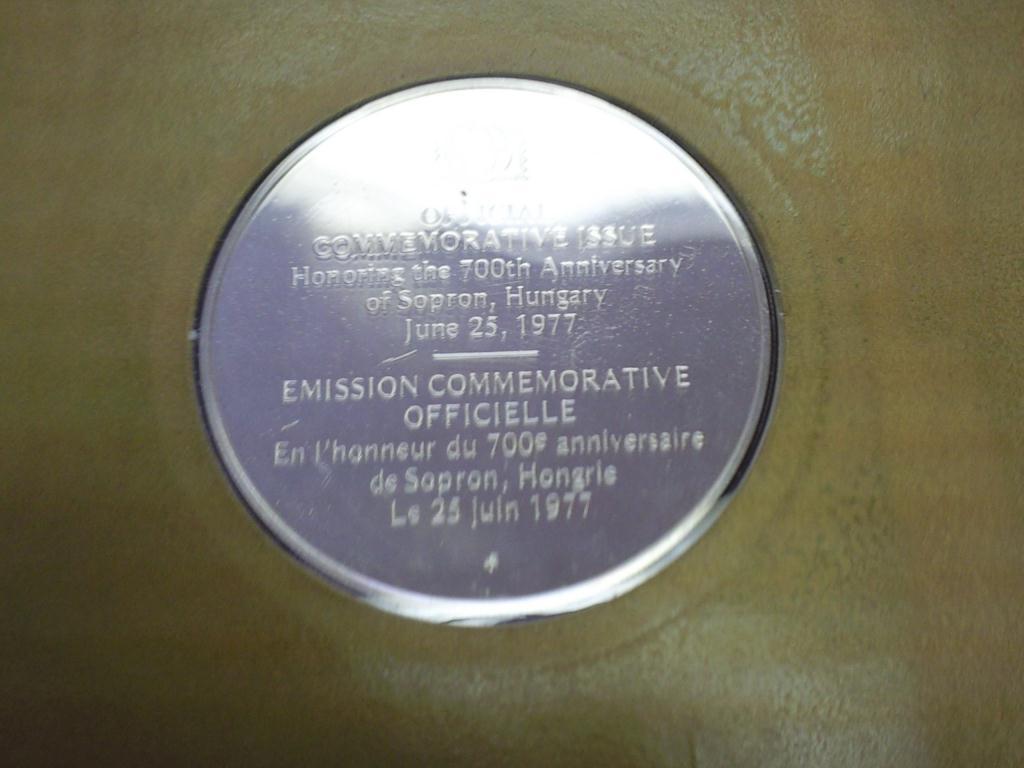 OFFICIAL
COMMEMORATIVE ISSUE
Honoring the 700th Anniversary
of Sopron, Hungary
June 25, 1977
EMISSION COMMEMORATIVE
OFFICIELLE
En l'honneur du 700e anniversaire
de Sopron, Hongrie
Le 25 juin 1977